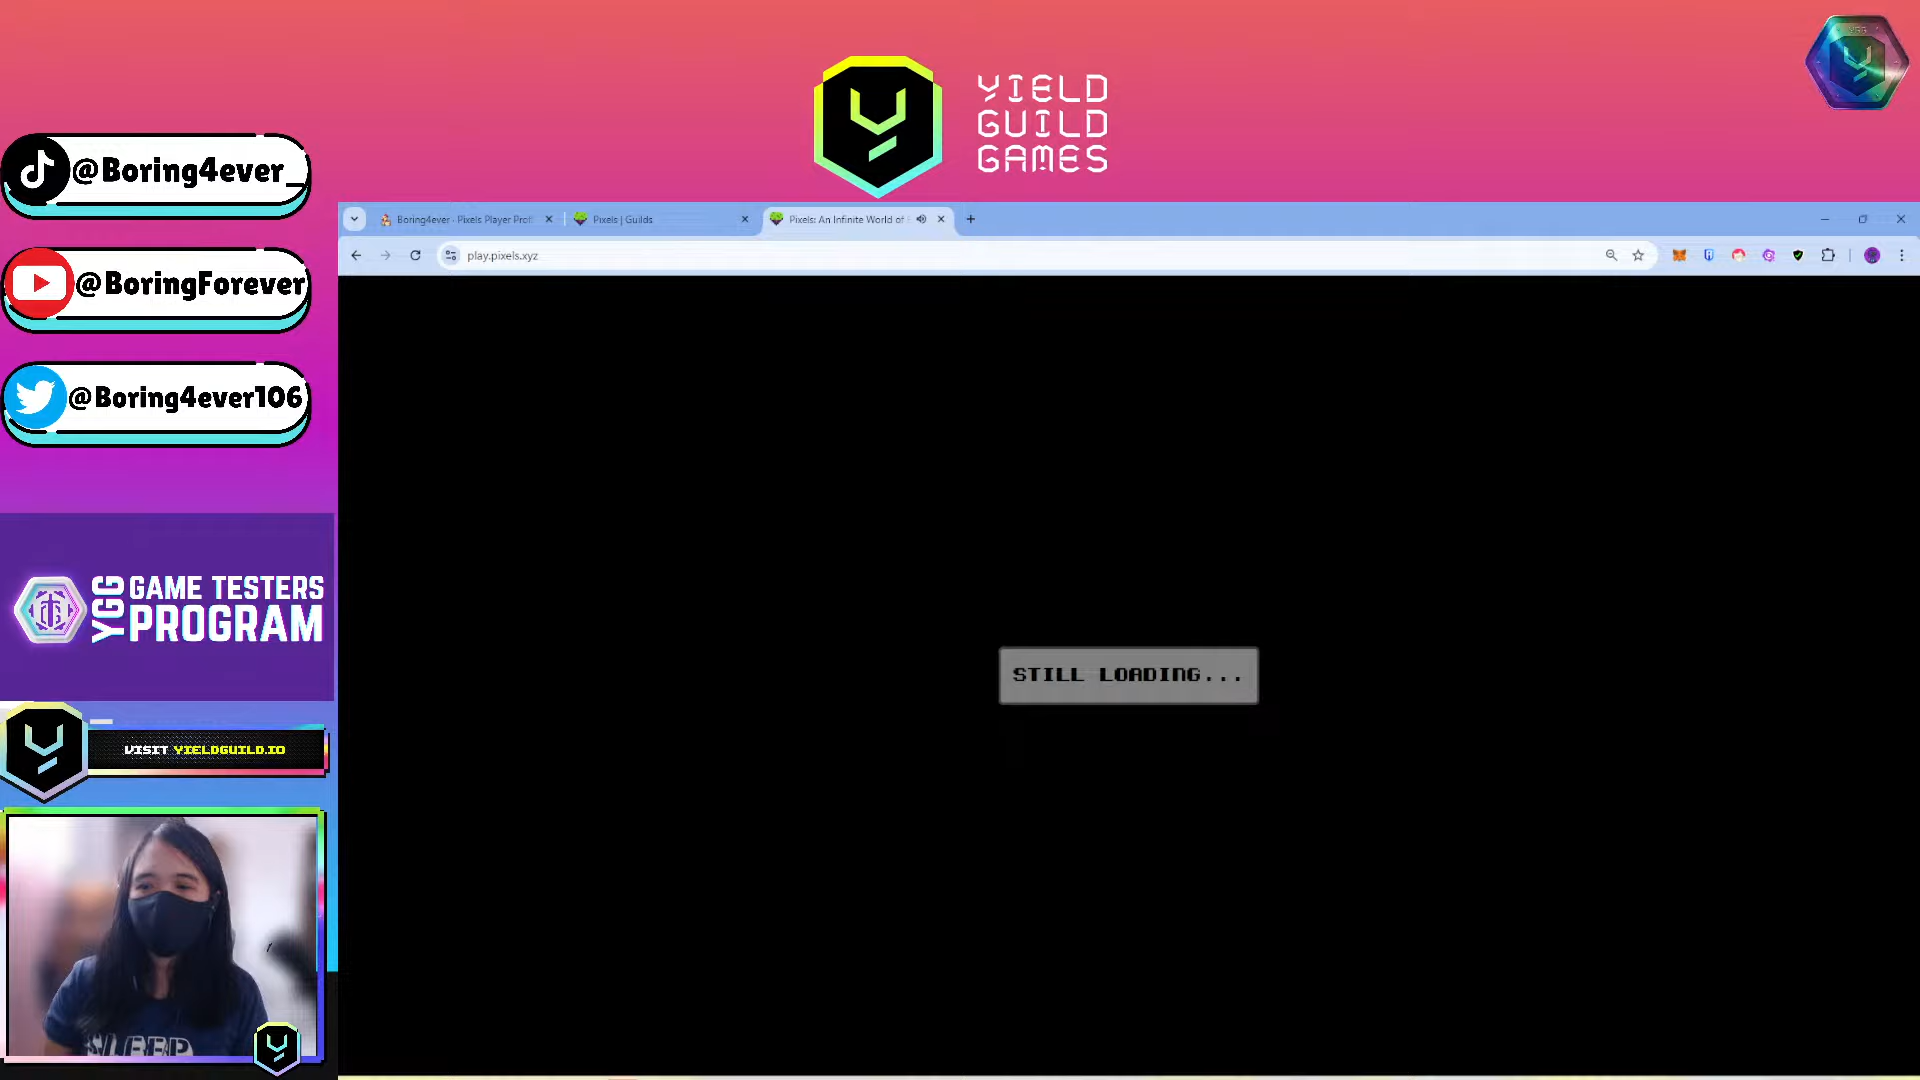 YIELD
GUILD
GAMES
@Boring4ever_
@BoringForever
@Boring4ever106
YGG GAME TESTERS
PROGRAM
VISIT YIELDGUILD.IO
Boring4ever - Pixels Player Prof
Pixels | Guilds
Pixels: An Infinite World of
play.pixels.xyz
STILL LOADING...
SLEEP